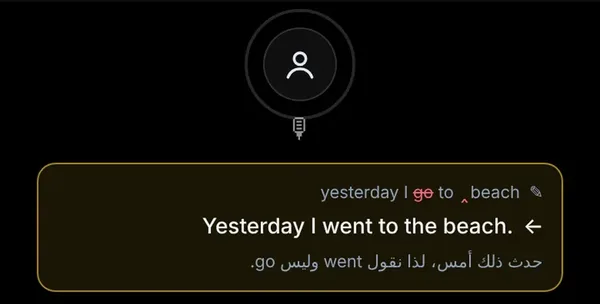 yesterday I go to ‸beach ✎
Yesterday I went to the beach. ←
حدث ذلك أمس، لذا نقول went وليس go.